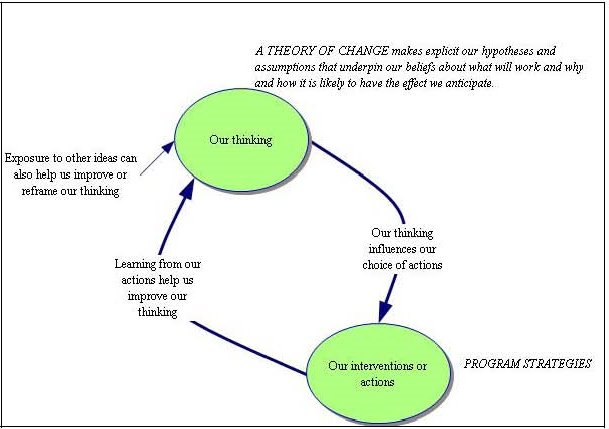 A THEORY OF CHANGE makes explicit our hypotheses and
assumptions that underpin our beliefs about what will work and why
and how it is likely to have the effect we anticipate.
Our thinking
Exposure to other ideas can
also help us improve or
reframe our thinking
Our thinking
influences our
choice of actions
Learning from our
actions help us
improve our
thinking
Our interventions or
actions
PROGRAM STRATEGIES